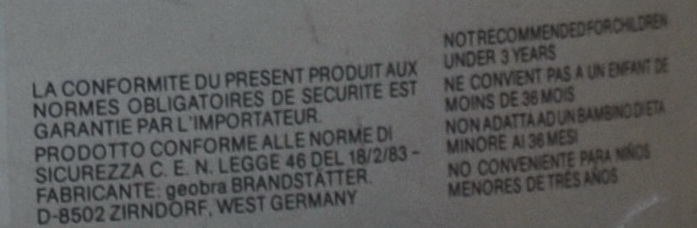 LA CONFORMITE DU PRESENT PRODUIT AUX
NORMES OBLIGATOIRES DE SECURITE EST
GARANTIE PAR L'IMPORTATEUR.
PRODOTTO CONFORME ALLE NORME DI
SICUREZZA C. E. N. LEGGE 46 DEL 18/2/83 -
FABRICANTE: geobra BRANDSTÄTTER.
D-8502 ZIRNDORF, WEST GERMANY
NOT RECOMMENDED FOR CHILDREN
UNDER 3 YEARS
NE CONVIENT PAS A UN ENFANT DE
MOINS DE 36 MOIS
NON ADATTA AD UN BAMBINO DI ETA
MINORE AI 36 MESI
NO CONVENIENTE PARA NIÑOS
MENORES DE TRES AÑOS